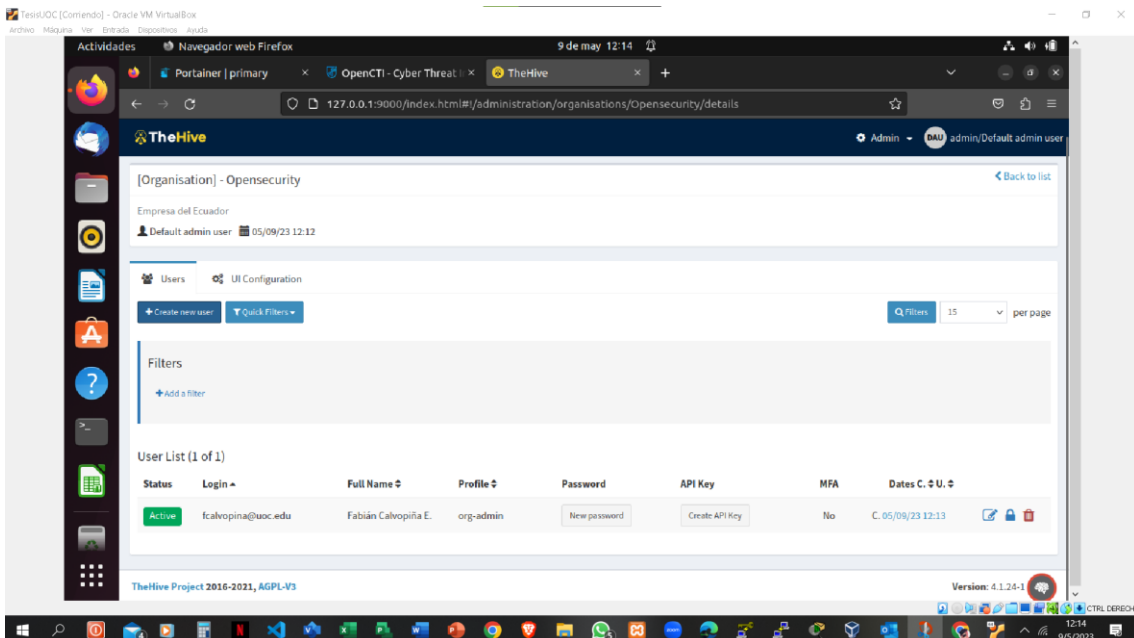 TesisUOC [Corriendo] - Oracle VM VirtualBox
Archivo Máquina Ver Entrada Dispositivos Ayuda
Actividades Navegador web Firefox 9 de may 12:14
Portainer | primary × OpenCTI - Cyber Threat × TheHive × +
127.0.0.1:9000/index.html#!/administration/organisations/Opensecurity/details
TheHive Admin DAU admin/Default admin user
[Organisation] - Opensecurity Back to list
Empresa del Ecuador
Default admin user 05/09/23 12:12
Users UI Configuration
+ Create new user Quick Filters Filters 15 per page
Filters
+ Add a filter
User List (1 of 1)
Status Login Full Name Profile Password API Key MFA Dates C. U.
Active fcalvopina@uoc.edu Fabián Calvopiña E. org-admin New password Create API Key No C. 05/09/23 12:13
TheHive Project 2016-2021, AGPL-V3 Version: 4.1.24-1
CTRL DERECH
12:14
9/5/2023